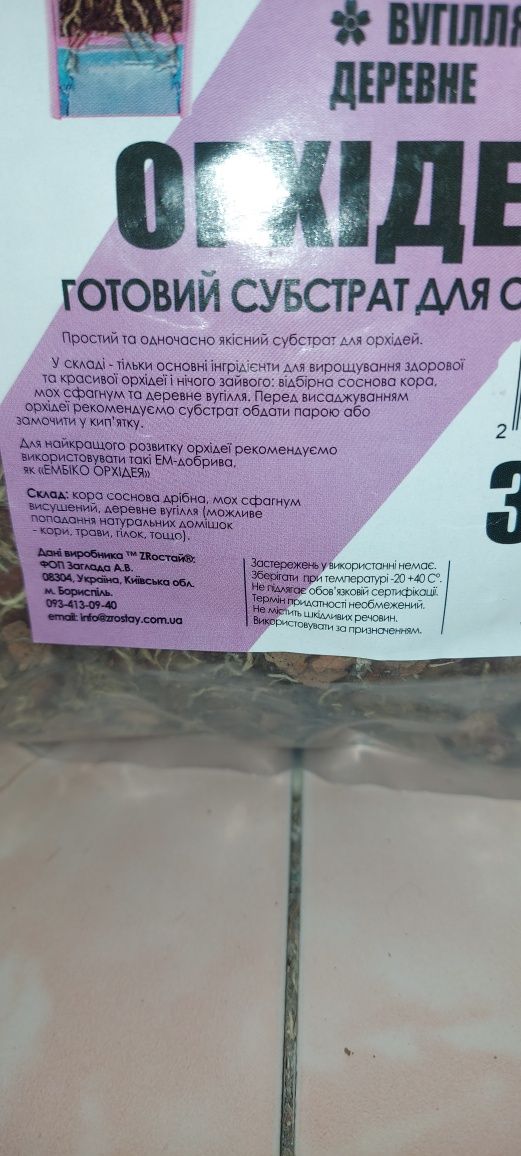 ВУГІЛЛЯ
ДЕРЕВНЕ
ОРХІДЕ
ГОТОВИЙ СУБСТРАТ ДЛЯ О
Простий та одночасно якісний субстрат для орхідей.
У складі - тільки основні інгрідієнти для вирощування здорової
та красивої орхідеї і нічого зайвого: відбірна соснова кора,
мох сфагнум та деревне вугілля. Перед висаджуванням
орхідеї рекомендуємо субстрат обдати парою або
замочити у кип'ятку.
2
Для найкращого розвитку орхідеї рекомендуємо
використовувати такі ЕМ-добрива,
як «ЕМБІКО ОРХІДЕЯ»
3
Склад: кора соснова дрібна, мох сфагнум
висушений, деревне вугілля (можливе
попадання натуральних домішок
- кори, трави, гілок, тощо).
Дані виробника ™ ZRостай®:
ФОП Заглада А.В.
08304, Україна, Київська обл.
м. Бориспіль.
093-413-09-40
email: info@zrostay.com.ua
Застережень у використанні немає.
Зберігати при температурі -20 +40 С°.
Не підлягає обов'язковій сертифікації.
Термін придатності необмежений.
Не містить шкідливих речовин.
Використовувати за призначенням.